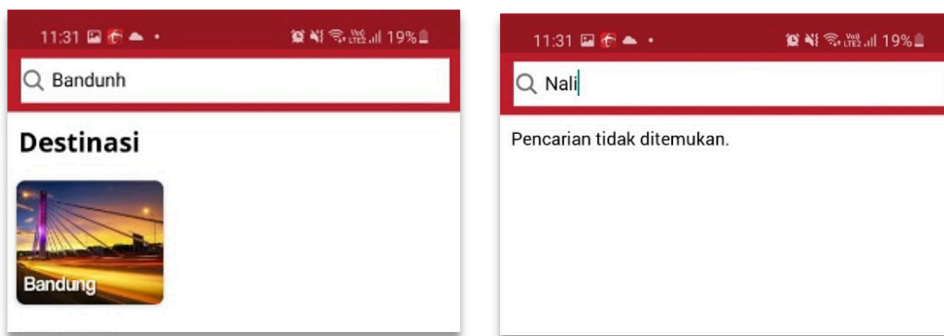 11:31
19%
Bandunh
Destinasi
Bandung
11:31
19%
Nali
Pencarian tidak ditemukan.